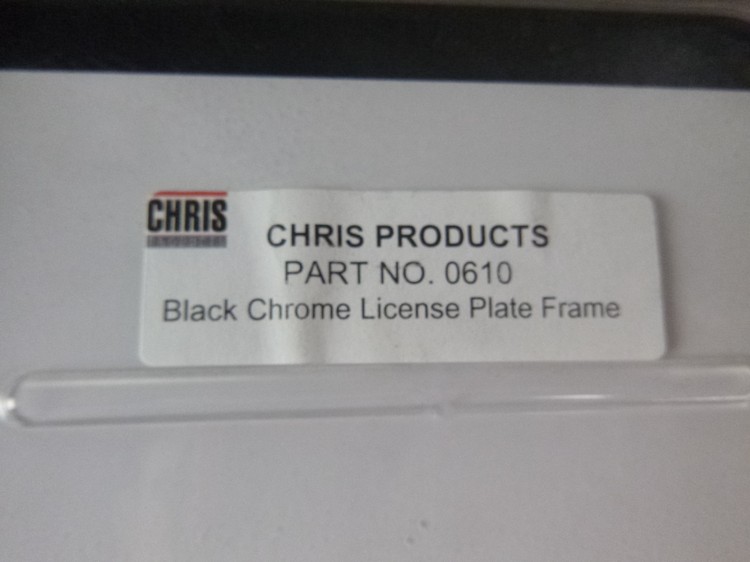 CHRIS
CHRIS PRODUCTS
PART NO. 0610
Black Chrome License Plate Frame